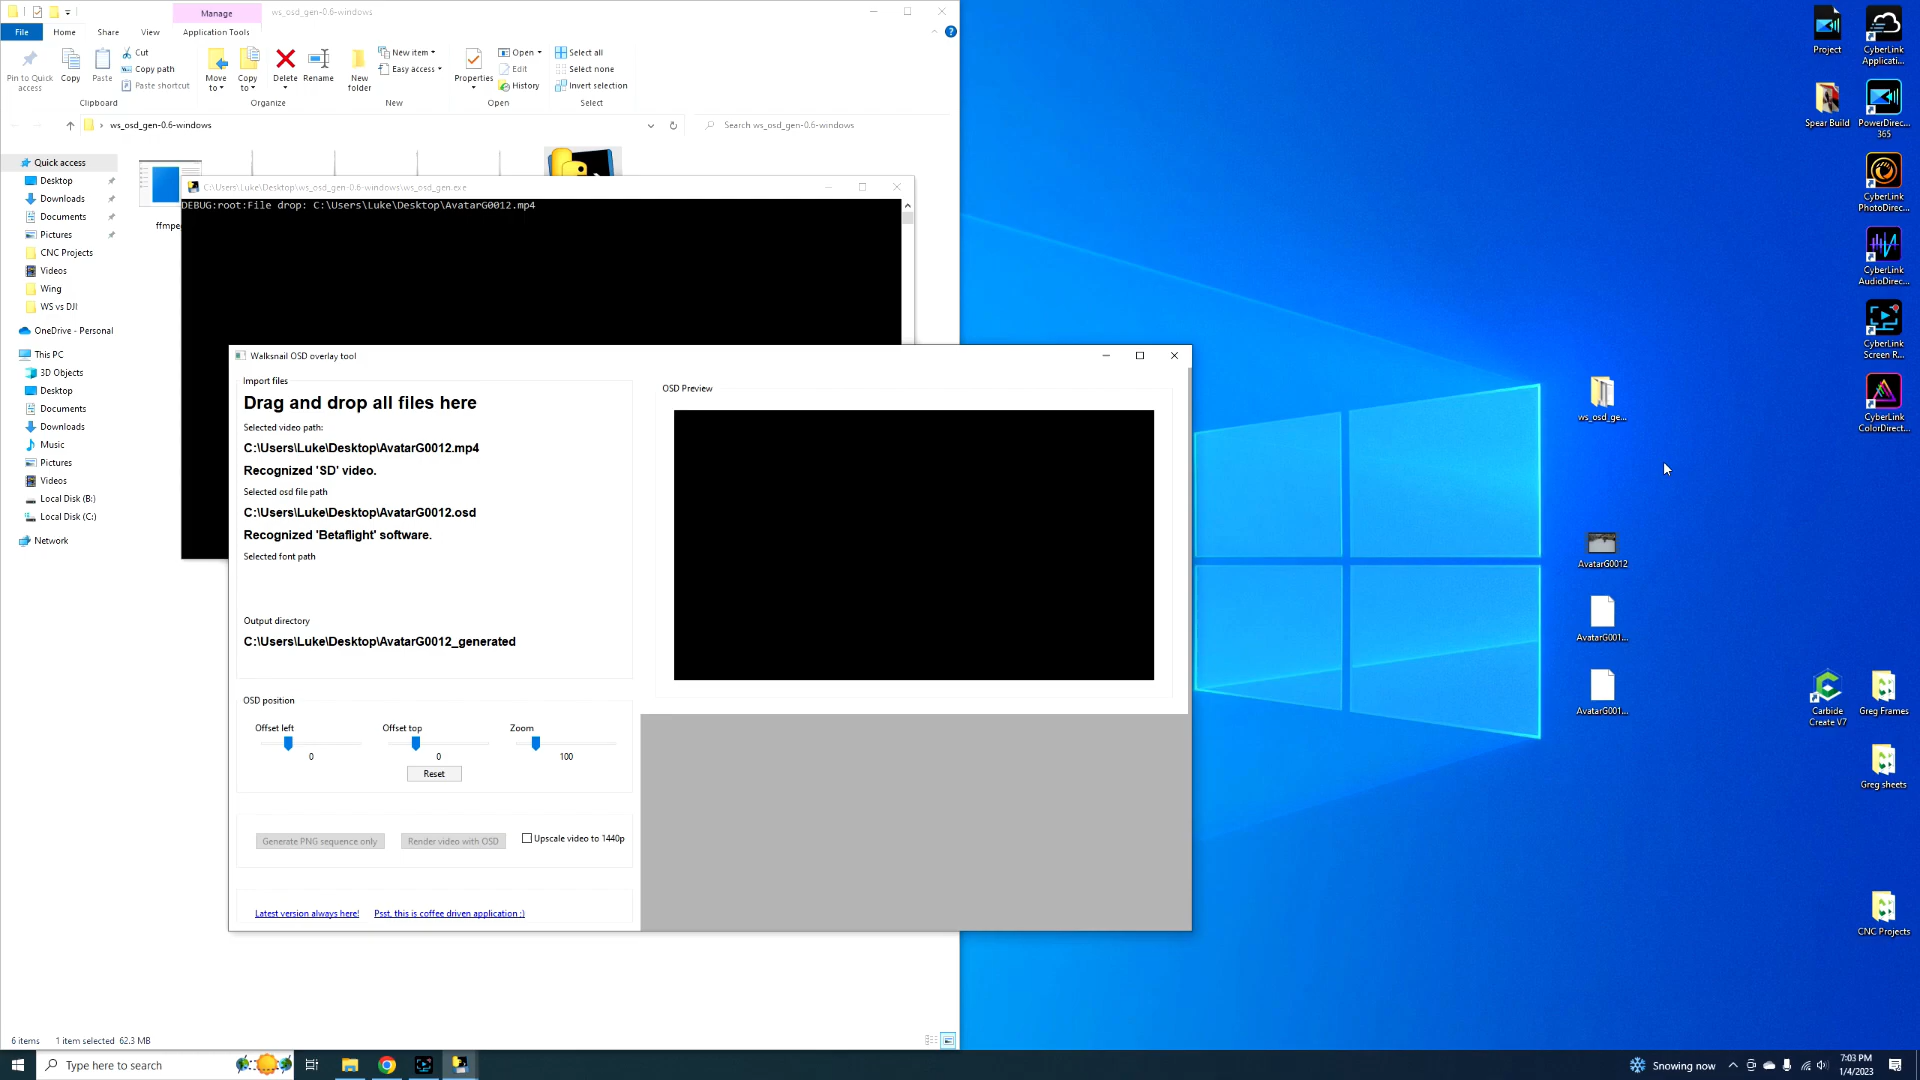 Manage
ws_osd_gen-0.6-windows
File
Home
Share
View
Application Tools
Pin to Quick access
Copy
Paste
Cut
Copy path
Paste shortcut
Clipboard
Move to
Copy to
Delete
Rename
Organize
New folder
New item
Easy access
New
Properties
Open
Edit
History
Open
Select all
Select none
Invert selection
Select
ws_osd_gen-0.6-windows
Search ws_osd_gen-0.6-windows
Quick access
Desktop
Downloads
Documents
Pictures
CNC Projects
Videos
Wing
WS vs DJI
OneDrive - Personal
This PC
3D Objects
Desktop
Documents
Downloads
Music
Pictures
Videos
Local Disk (B:)
Local Disk (C:)
Network
6 items
1 item selected 62.3 MB
C:\Users\Luke\Desktop\ws_osd_gen-0.6-windows\ws_osd_gen.exe
DEBUG:root:File drop: C:\Users\Luke\Desktop\AvatarG0012.mp4
Walksnail OSD overlay tool
Import files
Drag and drop all files here
Selected video path:
C:\Users\Luke\Desktop\AvatarG0012.mp4
Recognized 'SD' video.
Selected osd file path
C:\Users\Luke\Desktop\AvatarG0012.osd
Recognized 'Betaflight' software.
Selected font path
Output directory
C:\Users\Luke\Desktop\AvatarG0012_generated
OSD position
Offset left
0
Offset top
0
Zoom
100
Reset
Generate PNG sequence only
Render video with OSD
Upscale video to 1440p
Latest version always here!
Psst, this is coffee driven application :)
OSD Preview
Project
CyberLink Applicati...
Spear Build
PowerDirec... 365
CyberLink PhotoDirec...
CyberLink AudioDirec...
CyberLink Screen R...
CyberLink ColorDirect...
ws_osd_ge...
AvatarG0012
AvatarG001...
AvatarG001...
Carbide Create V7
Greg Frames
Greg sheets
CNC Projects
Type here to search
Snowing now
7:03 PM
1/4/2023